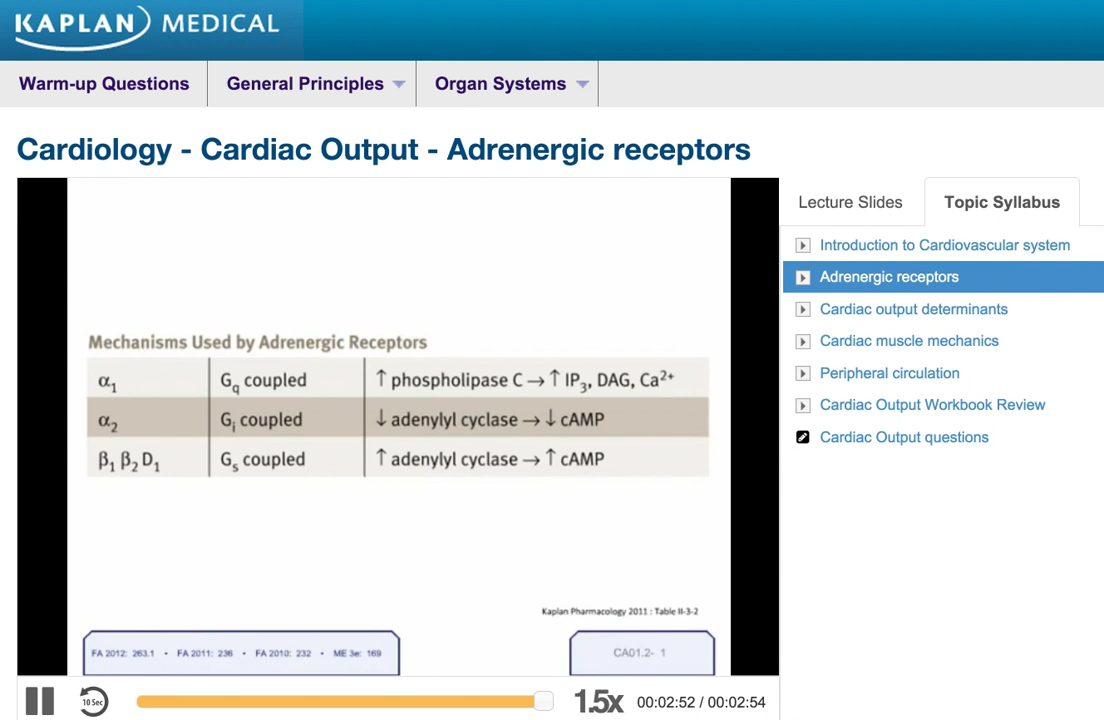 KAPLAN MEDICAL
Warm-up Questions General Principles Organ Systems
Cardiology - Cardiac Output - Adrenergic receptors
Lecture Slides Topic Syllabus
Introduction to Cardiovascular system
Adrenergic receptors
Cardiac output determinants
Cardiac muscle mechanics
Peripheral circulation
Cardiac Output Workbook Review
Cardiac Output questions
Mechanisms Used by Adrenergic Receptors
α₁ Gq coupled ↑ phospholipase C → ↑ IP₃, DAG, Ca²⁺
α₂ Gᵢ coupled ↓ adenylyl cyclase → ↓ cAMP
β₁ β₂ D₁ Gₛ coupled ↑ adenylyl cyclase → ↑ cAMP
Kaplan Pharmacology 2011 : Table II-3-2
FA 2012: 263.1 • FA 2011: 236 • FA 2010: 232 • ME 3e: 169
CA01.2- 1
10 Sec 1.5x 00:02:52 / 00:02:54